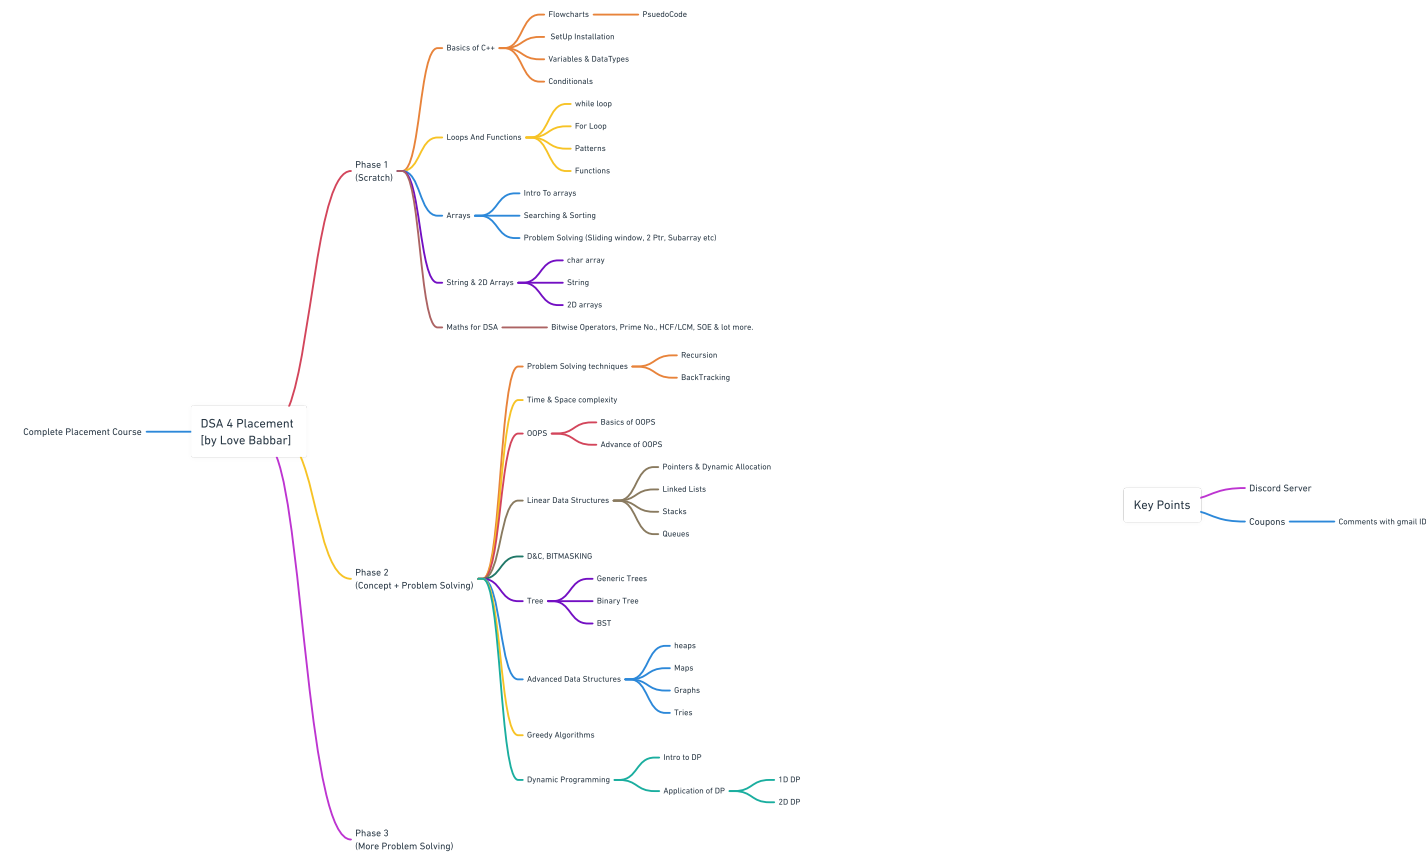 Complete Placement Course
DSA 4 Placement
[by Love Babbar]
Phase 1
(Scratch)
Basics of C++
Flowcharts
PsuedoCode
SetUp Installation
Variables & DataTypes
Conditionals
Loops And Functions
while loop
For Loop
Patterns
Functions
Arrays
Intro To arrays
Searching & Sorting
Problem Solving (Sliding window, 2 Ptr, Subarray etc)
String & 2D Arrays
char array
String
2D arrays
Maths for DSA
Bitwise Operators, Prime No., HCF/LCM, SOE & lot more.
Phase 2
(Concept + Problem Solving)
Problem Solving techniques
Recursion
BackTracking
Time & Space complexity
OOPS
Basics of OOPS
Advance of OOPS
Linear Data Structures
Pointers & Dynamic Allocation
Linked Lists
Stacks
Queues
D&C, BITMASKING
Tree
Generic Trees
Binary Tree
BST
Advanced Data Structures
heaps
Maps
Graphs
Tries
Greedy Algorithms
Dynamic Programming
Intro to DP
Application of DP
1D DP
2D DP
Phase 3
(More Problem Solving)
Key Points
Discord Server
Coupons
Comments with gmail ID